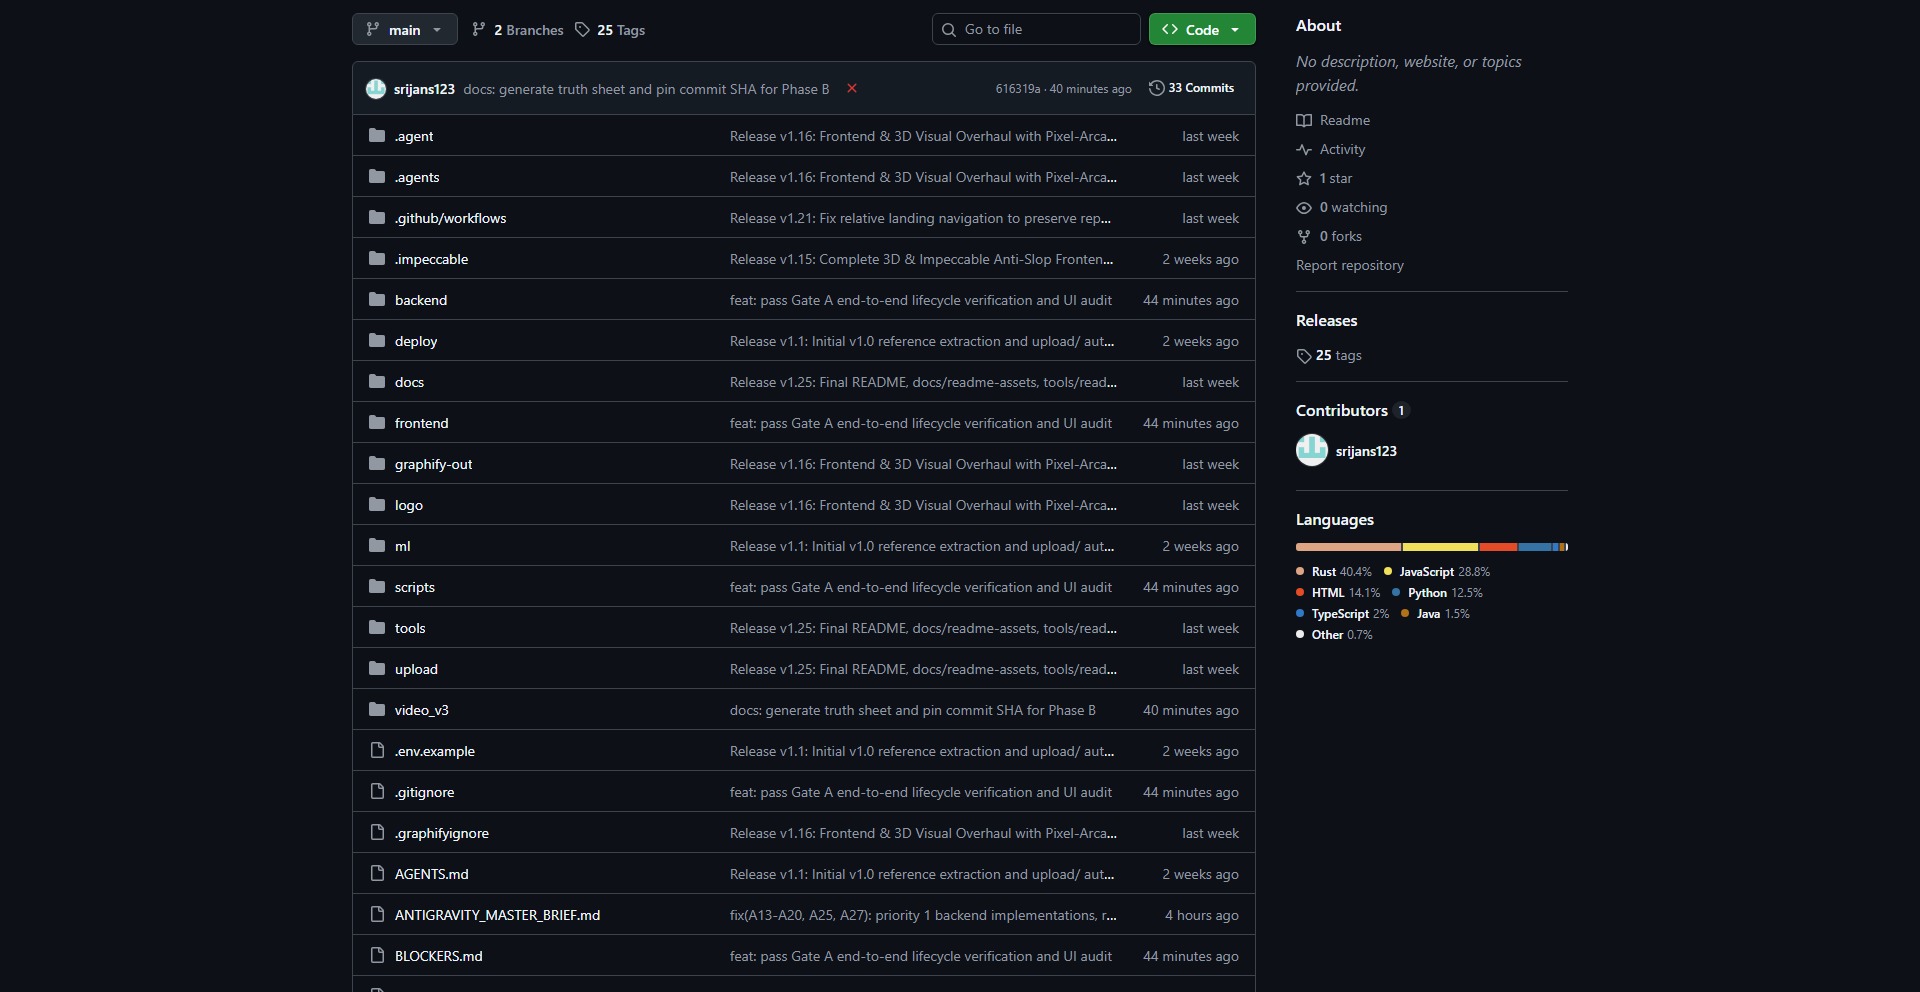 main
2 Branches
25 Tags
Go to file
Code
srijans123 docs: generate truth sheet and pin commit SHA for Phase B
616319a · 40 minutes ago
33 Commits
.agent Release v1.16: Frontend & 3D Visual Overhaul with Pixel-Arca... last week
.agents Release v1.16: Frontend & 3D Visual Overhaul with Pixel-Arca... last week
.github/workflows Release v1.21: Fix relative landing navigation to preserve rep... last week
.impeccable Release v1.15: Complete 3D & Impeccable Anti-Slop Fronten... 2 weeks ago
backend feat: pass Gate A end-to-end lifecycle verification and UI audit 44 minutes ago
deploy Release v1.1: Initial v1.0 reference extraction and upload/ aut... 2 weeks ago
docs Release v1.25: Final README, docs/readme-assets, tools/read... last week
frontend feat: pass Gate A end-to-end lifecycle verification and UI audit 44 minutes ago
graphify-out Release v1.16: Frontend & 3D Visual Overhaul with Pixel-Arca... last week
logo Release v1.16: Frontend & 3D Visual Overhaul with Pixel-Arca... last week
ml Release v1.1: Initial v1.0 reference extraction and upload/ aut... 2 weeks ago
scripts feat: pass Gate A end-to-end lifecycle verification and UI audit 44 minutes ago
tools Release v1.25: Final README, docs/readme-assets, tools/read... last week
upload Release v1.25: Final README, docs/readme-assets, tools/read... last week
video_v3 docs: generate truth sheet and pin commit SHA for Phase B 40 minutes ago
.env.example Release v1.1: Initial v1.0 reference extraction and upload/ aut... 2 weeks ago
.gitignore feat: pass Gate A end-to-end lifecycle verification and UI audit 44 minutes ago
.graphifyignore Release v1.16: Frontend & 3D Visual Overhaul with Pixel-Arca... last week
AGENTS.md Release v1.1: Initial v1.0 reference extraction and upload/ aut... 2 weeks ago
ANTIGRAVITY_MASTER_BRIEF.md fix(A13-A20, A25, A27): priority 1 backend implementations, r... 4 hours ago
BLOCKERS.md feat: pass Gate A end-to-end lifecycle verification and UI audit 44 minutes ago
About
No description, website, or topics
provided.
Readme
Activity
1 star
0 watching
0 forks
Report repository
Releases
25 tags
Contributors 1
srijans123
Languages
Rust 40.4% JavaScript 28.8%
HTML 14.1% Python 12.5%
TypeScript 2% Java 1.5%
Other 0.7%